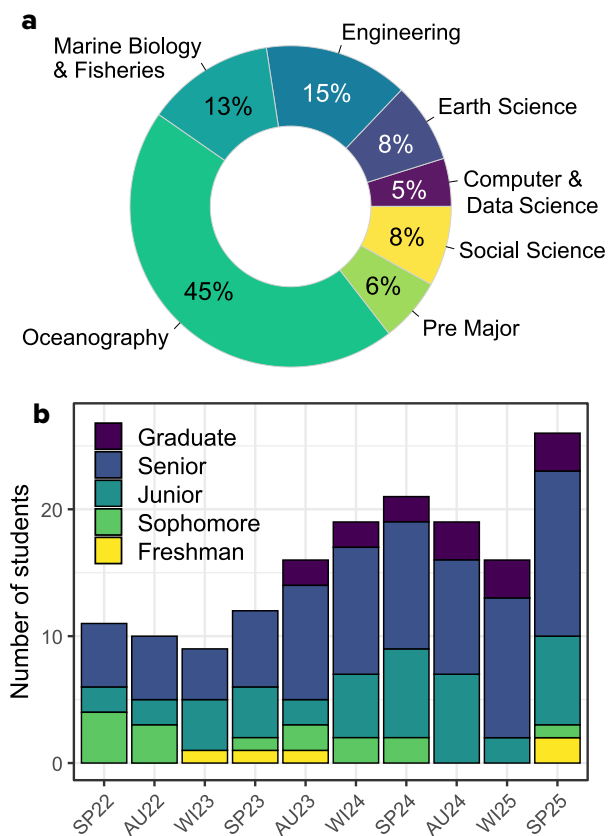 a
Marine Biology
& Fisheries
Engineering
Earth Science
Computer &
Data Science
Social Science
Pre Major
Oceanography
13%
15%
8%
5%
8%
6%
45%
b
Graduate
Senior
Junior
Sophomore
Freshman
Number of students
20
10
0
SP22
AU22
WI23
SP23
AU23
WI24
SP24
AU24
WI25
SP25